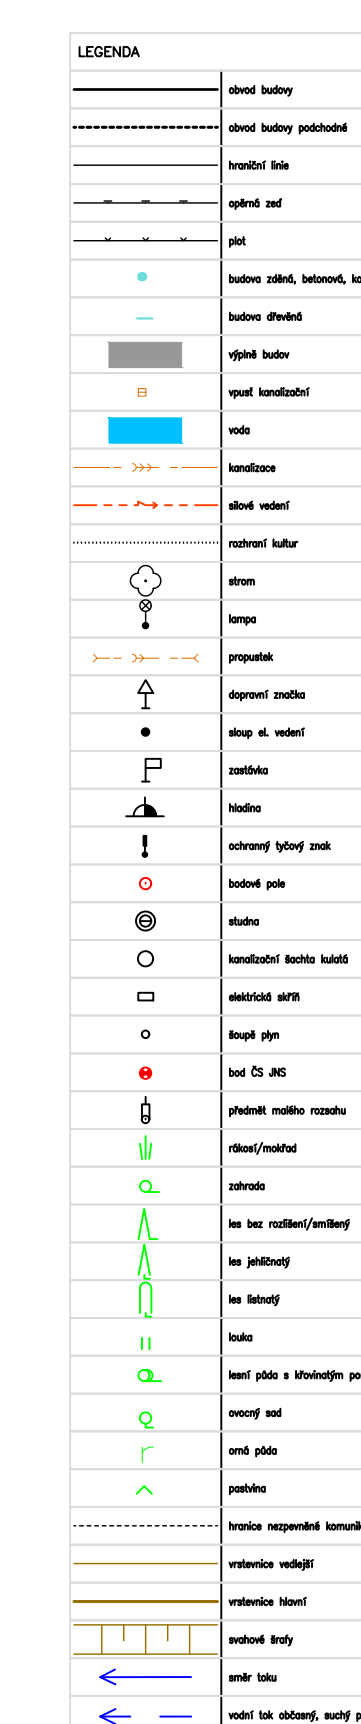 LEGENDA
obvod budovy
obvod budovy podchodné
hraniční linie
opěrná zeď
plot
budova zděná, betonová,
budova dřevěná
výplně budov
vpusť kanalizační
voda
kanalizace
silové vedení
rozhraní kultur
strom
lampa
propustek
dopravní značka
sloup el. vedení
zastávka
hladina
ochranný tyčový znak
bodové pole
studna
kanalizační šachta kulatá
elektrická skříň
šoupě plyn
bod ČS JNS
předmět malého rozsahu
rákosí/mokřad
zahrada
les bez rozlišení/smíšený
les jehličnatý
les listnatý
louka
lesní půda s křovinatým
ovocný sad
orná půda
pastvina
hranice nezpevněné
vrstevnice vedlejší
vrstevnice hlavní
svahové šrafy
směr toku
vodní tok občasný, suchý